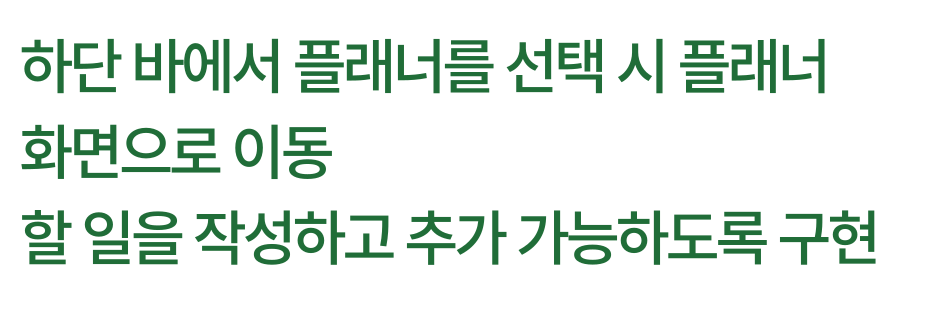 하단 바에서 플래너를 선택 시 플래너
화면으로 이동
할 일을 작성하고 추가 가능하도록 구현